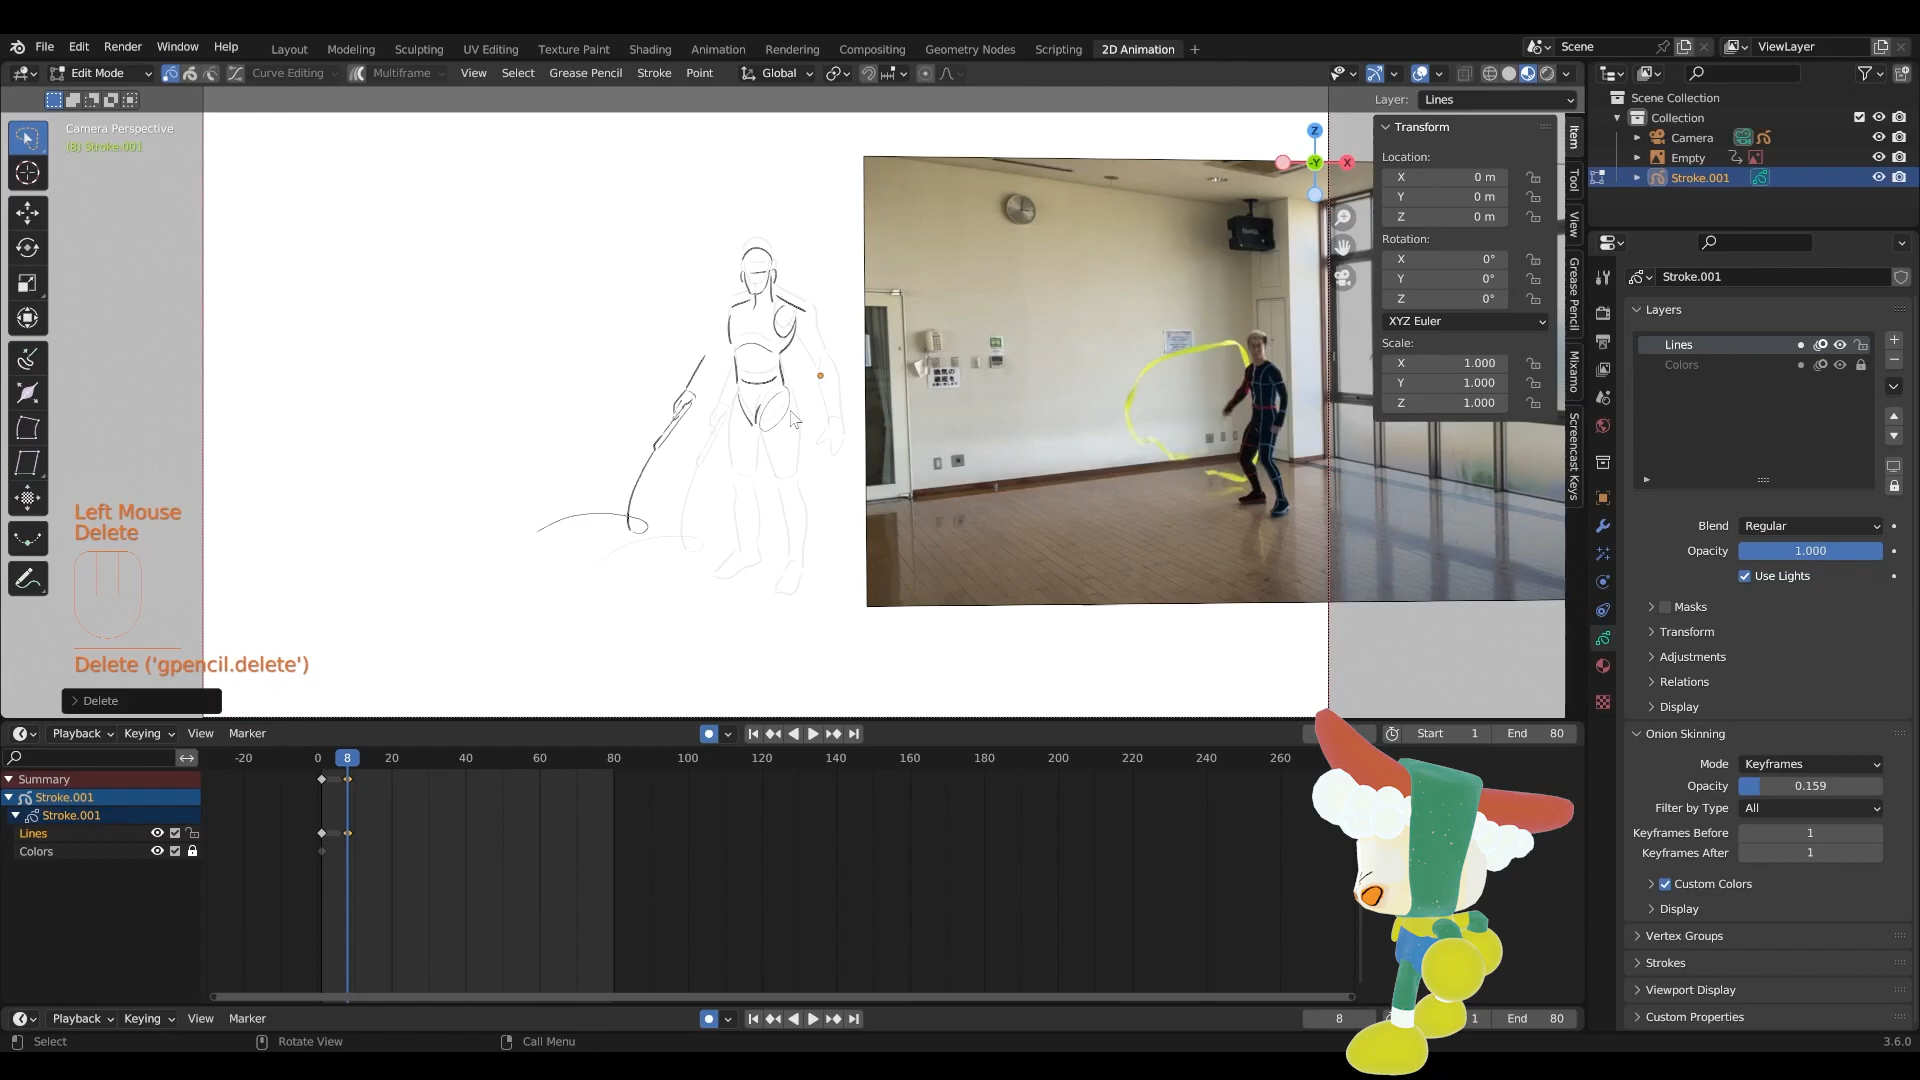 File Edit Render Window Help
Layout Modeling Sculpting UV Editing Texture Paint Shading Animation Rendering Compositing Geometry Nodes Scripting 2D Animation +
Scene
ViewLayer
Edit Mode
Curve Editing
Multiframe
View Select Grease Pencil Stroke Point
Global
Layer: Lines
Camera Perspective
(8) Stroke.001
Z
-Y
X
Transform
Location:
X 0 m
Y 0 m
Z 0 m
Rotation:
X 0°
Y 0°
Z 0°
XYZ Euler
Scale:
X 1.000
Y 1.000
Z 1.000
Item
Tool
View
Grease Pencil
Mixamo
Screencast Keys
Left Mouse
Delete
Delete ('gpencil.delete')
Delete
Scene Collection
Collection
Camera
Empty
Stroke.001
Stroke.001
Layers
Lines
Colors
Blend Regular
Opacity 1.000
Use Lights
Masks
Transform
Adjustments
Relations
Display
Onion Skinning
Mode Keyframes
Opacity 0.159
Filter by Type All
Keyframes Before 1
Keyframes After 1
Custom Colors
Display
Vertex Groups
Strokes
Viewport Display
Custom Properties
Playback Keying View Marker
Start 1 End 80
-20 0 8 20 40 60 80 100 120 140 160 180 200 220 240 260
Summary
Stroke.001
Stroke.001
Lines
Colors
Playback Keying View Marker
8 1 End 80
Select Rotate View Call Menu
3.6.0